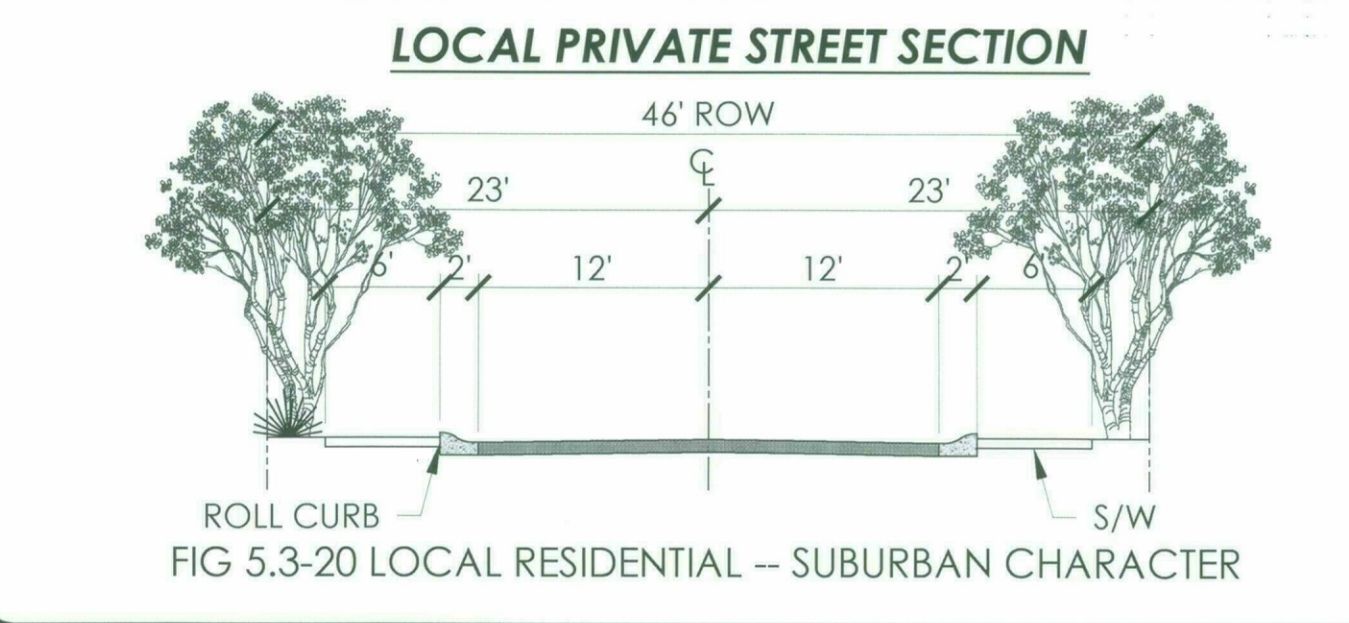 LOCAL PRIVATE STREET SECTION
46' ROW
℄
23' 23'
6' 2' 12' 12' 2' 6'
ROLL CURB S/W
FIG 5.3-20 LOCAL RESIDENTIAL -- SUBURBAN CHARACTER